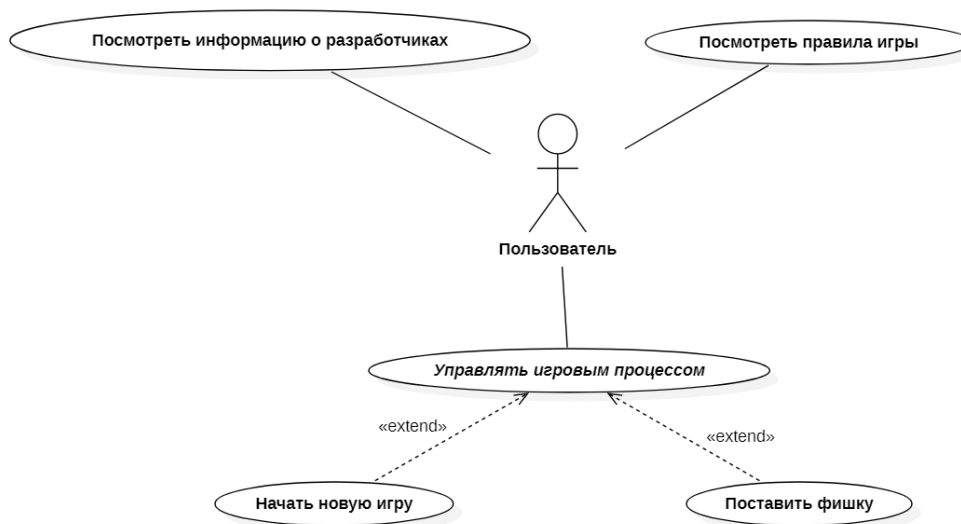 Посмотреть информацию о разработчиках
Посмотреть правила игры
Пользователь
Управлять игровым процессом
«extend»
«extend»
Начать новую игру
Поставить фишку